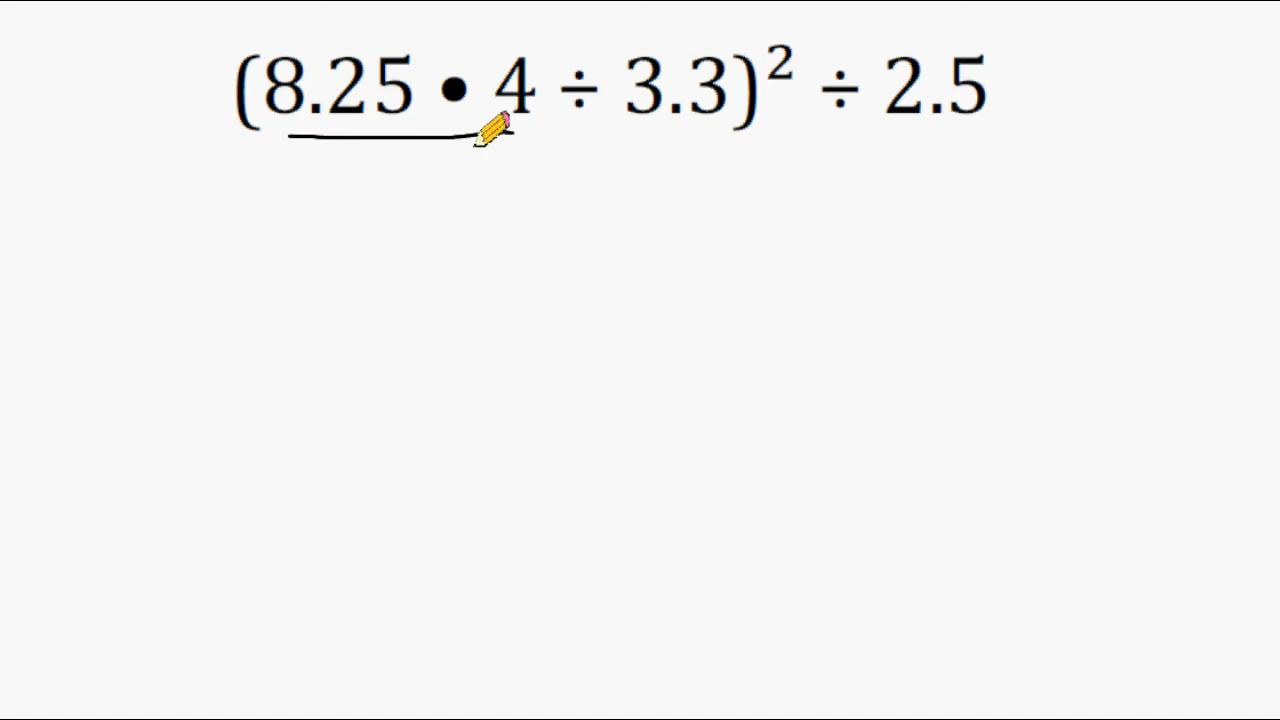 (8.25 • 4 ÷ 3.3)² ÷ 2.5